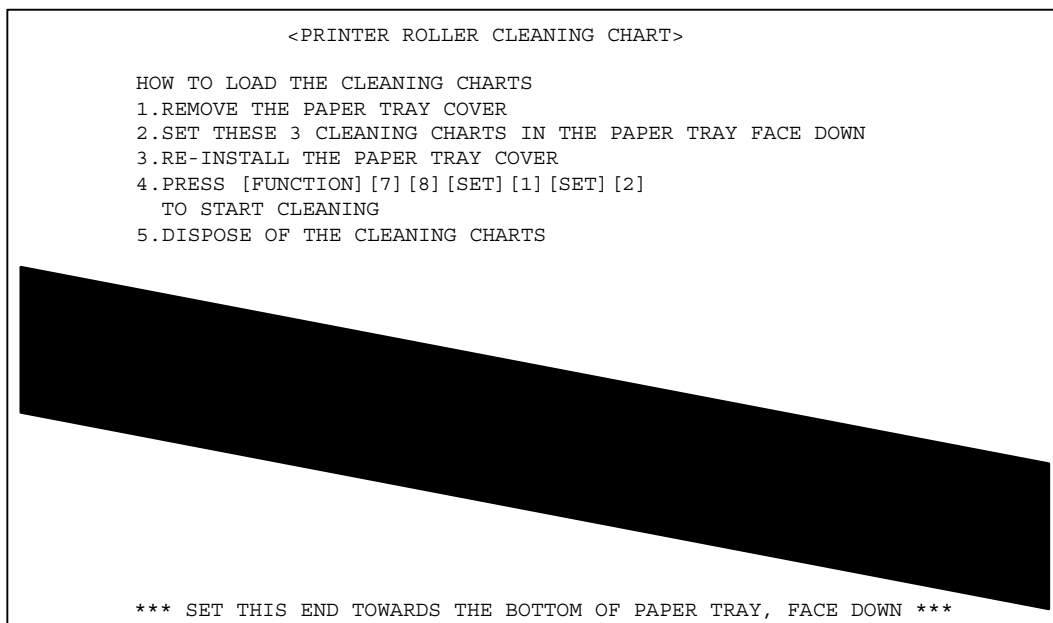 <PRINTER ROLLER CLEANING CHART>
HOW TO LOAD THE CLEANING CHARTS
1.REMOVE THE PAPER TRAY COVER
2.SET THESE 3 CLEANING CHARTS IN THE PAPER TRAY FACE DOWN
3.RE-INSTALL THE PAPER TRAY COVER
4.PRESS [FUNCTION][7][8][SET][1][SET][2]
TO START CLEANING
5.DISPOSE OF THE CLEANING CHARTS
*** SET THIS END TOWARDS THE BOTTOM OF PAPER TRAY, FACE DOWN ***